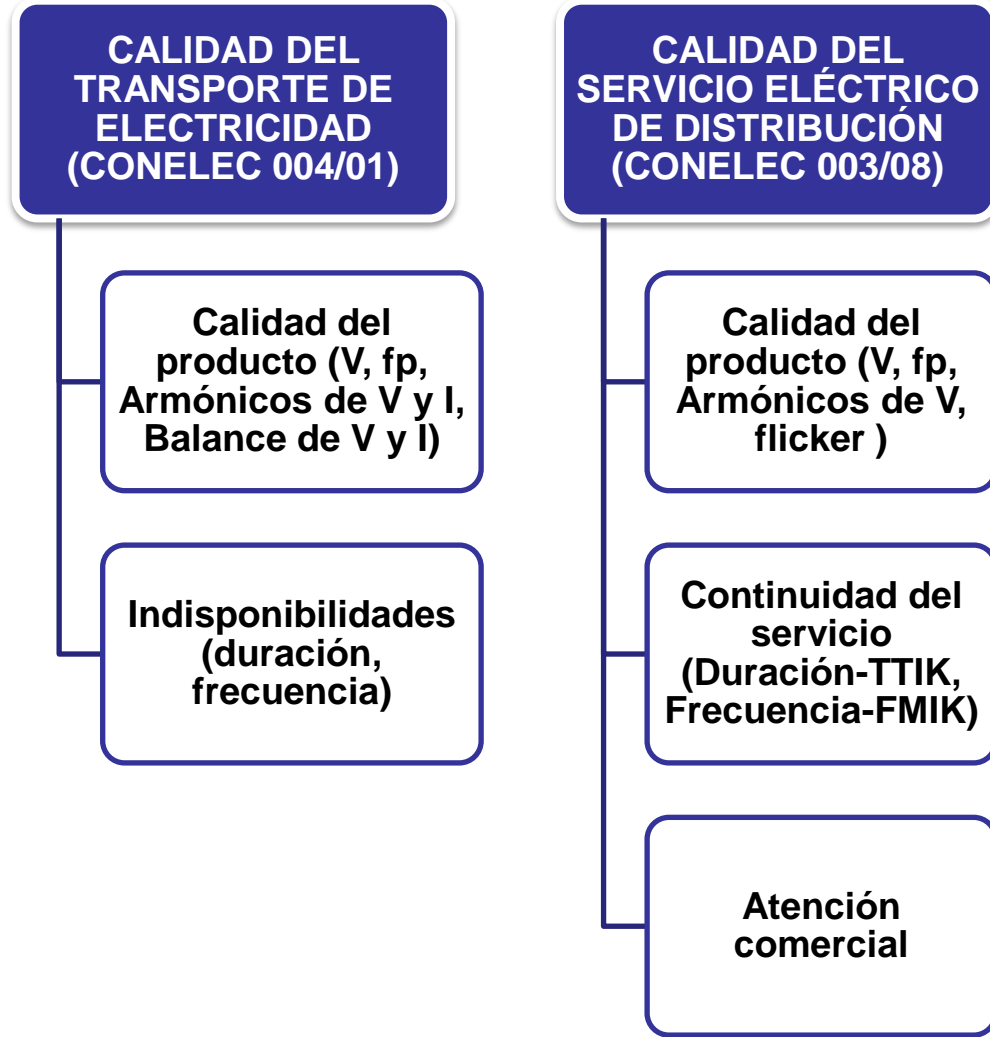 CALIDAD DEL
TRANSPORTE DE
ELECTRICIDAD
(CONELEC 004/01)
Calidad del
producto (V, fp,
Armónicos de V y I,
Balance de V y I)
Indisponibilidades
(duración,
frecuencia)
CALIDAD DEL
SERVICIO ELÉCTRICO
DE DISTRIBUCIÓN
(CONELEC 003/08)
Calidad del
producto (V, fp,
Armónicos de V,
flicker )
Continuidad del
servicio
(Duración-TTIK,
Frecuencia-FMIK)
Atención
comercial